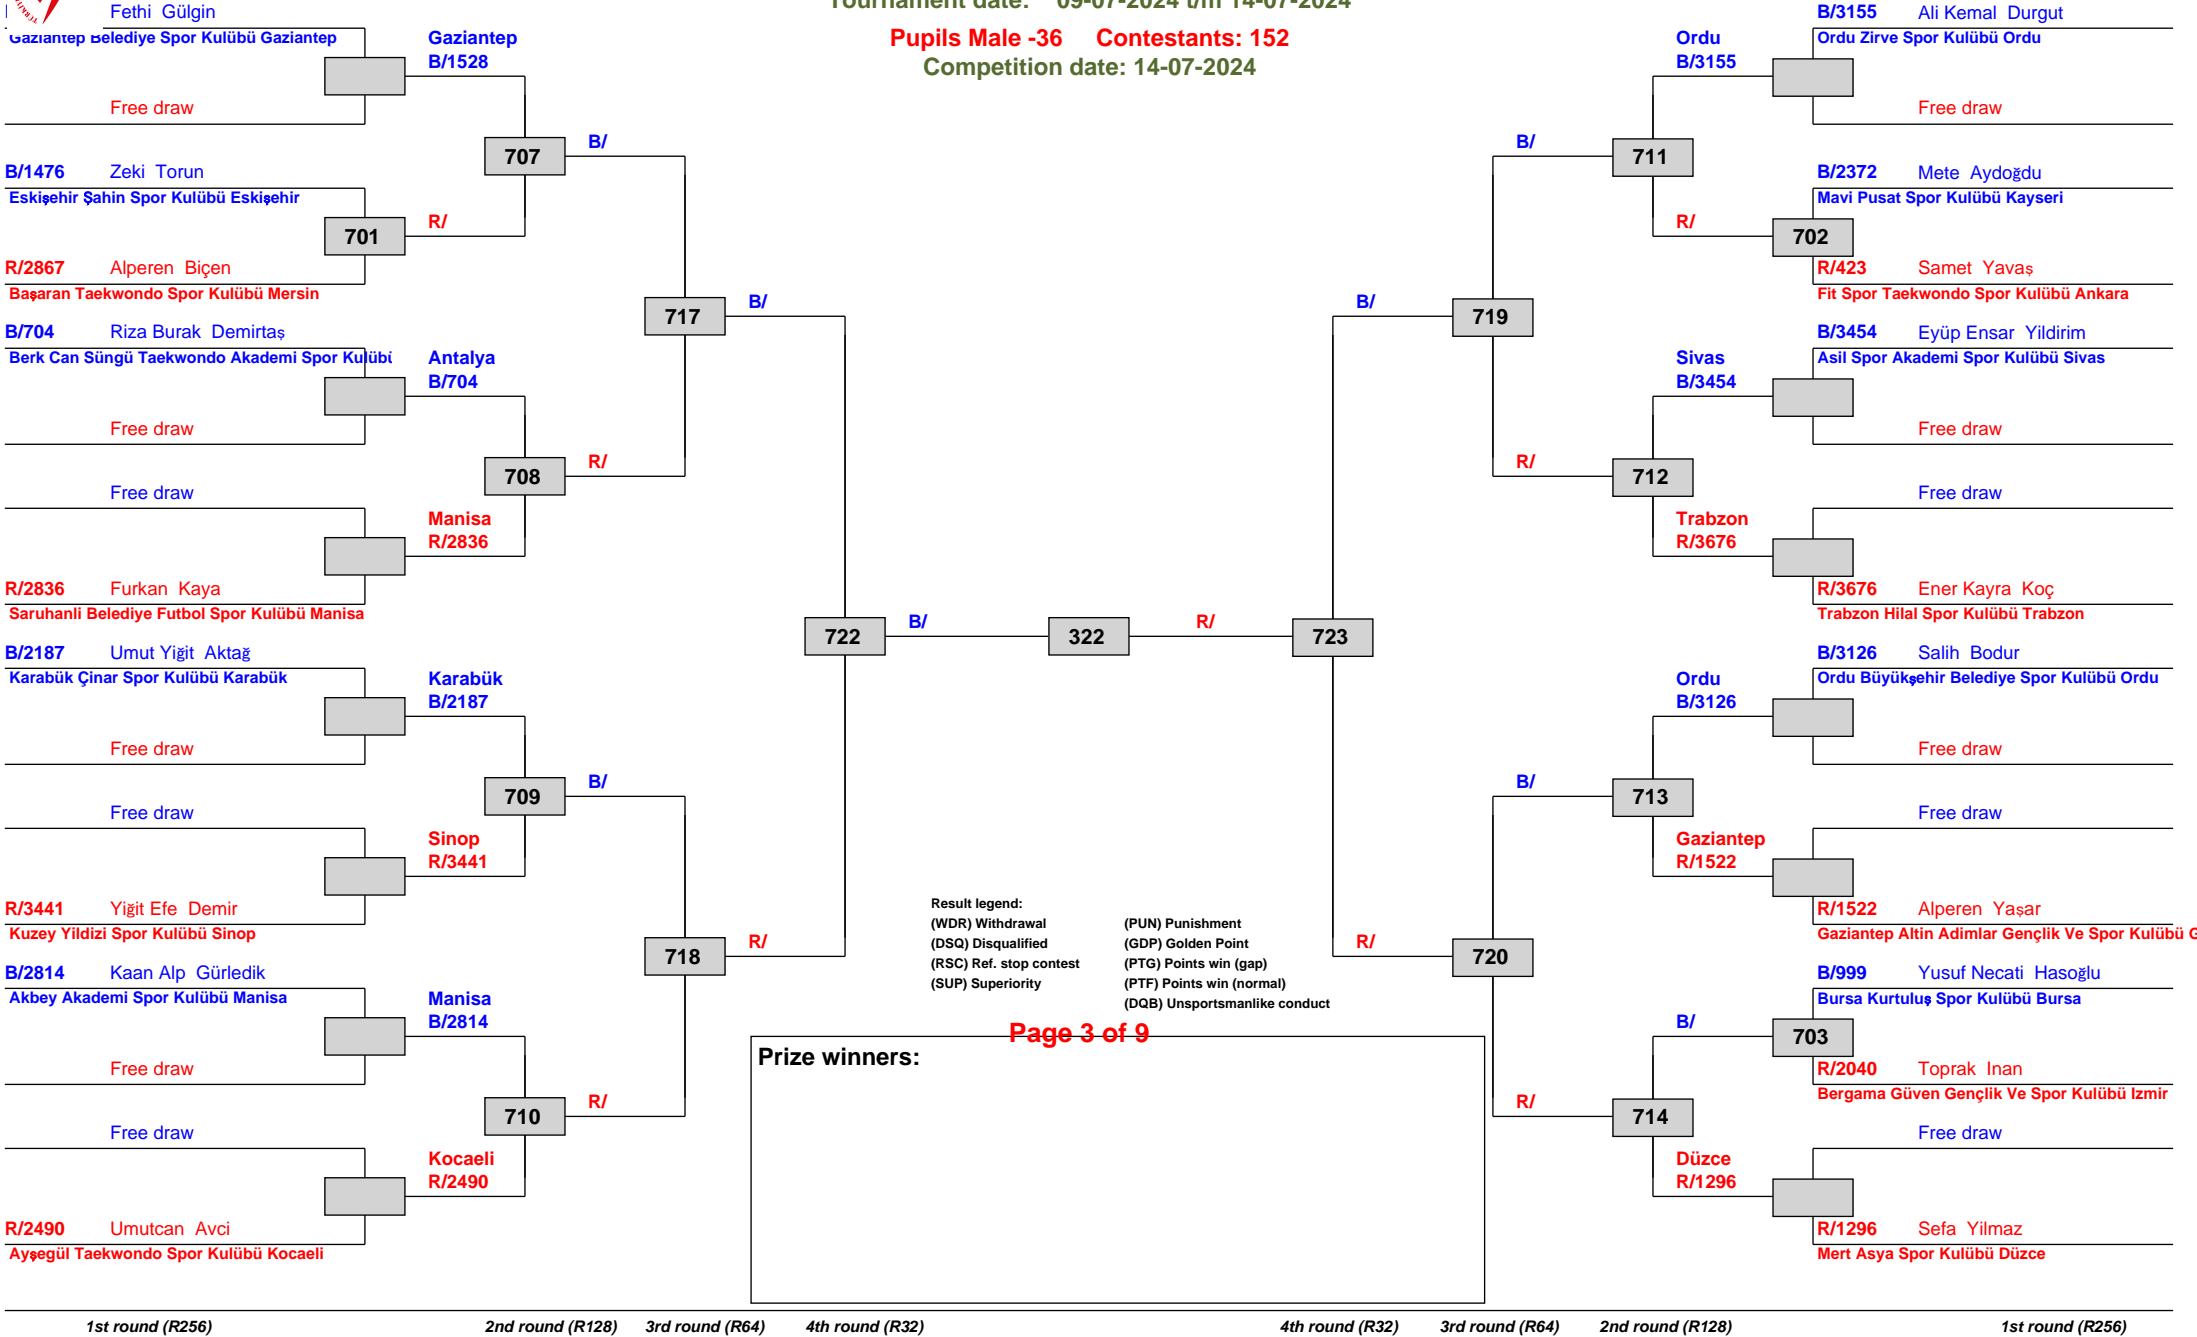 Tournament date: 09-07-2024 t/m 14-07-2024
Pupils Male -36 Contestants: 152
Competition date: 14-07-2024
Fethi Gülgin
Gaziantep Belediye Spor Kulübü Gaziantep
Gaziantep
B/1528
Free draw
707
B/
B/1476 Zeki Torun
Eskişehir Şahin Spor Kulübü Eskişehir
701
R/
R/2867 Alperen Biçen
Başaran Taekwondo Spor Kulübü Mersin
717
B/
B/704 Riza Burak Demirtaş
Berk Can Süngü Taekwondo Akademi Spor Kulübü
Antalya
B/704
Free draw
708
R/
Free draw
Manisa
R/2836
R/2836 Furkan Kaya
Saruhanli Belediye Futbol Spor Kulübü Manisa
722
B/
322
R/
723
B/2187 Umut Yiğit Aktağ
Karabük Çinar Spor Kulübü Karabük
Karabük
B/2187
Free draw
709
B/
Free draw
Sinop
R/3441
R/3441 Yiğit Efe Demir
Kuzey Yildizi Spor Kulübü Sinop
718
R/
B/2814 Kaan Alp Gürledik
Akbey Akademi Spor Kulübü Manisa
Manisa
B/2814
Free draw
710
R/
Free draw
Kocaeli
R/2490
R/2490 Umutcan Avci
Ayşegül Taekwondo Spor Kulübü Kocaeli
B/3155 Ali Kemal Durgut
Ordu Zirve Spor Kulübü Ordu
Ordu
B/3155
Free draw
B/
711
B/2372 Mete Aydoğdu
Mavi Pusat Spor Kulübü Kayseri
R/
702
R/423 Samet Yavaş
Fit Spor Taekwondo Spor Kulübü Ankara
B/
719
B/3454 Eyüp Ensar Yildirim
Asil Spor Akademi Spor Kulübü Sivas
Sivas
B/3454
Free draw
R/
712
Free draw
Trabzon
R/3676
R/3676 Ener Kayra Koç
Trabzon Hilal Spor Kulübü Trabzon
B/3126 Salih Bodur
Ordu Büyükşehir Belediye Spor Kulübü Ordu
Ordu
B/3126
Free draw
B/
713
Free draw
Gaziantep
R/1522
R/1522 Alperen Yaşar
Gaziantep Altin Adimlar Gençlik Ve Spor Kulübü G
R/
720
B/999 Yusuf Necati Hasoğlu
Bursa Kurtuluş Spor Kulübü Bursa
B/
703
R/2040 Toprak Inan
Bergama Güven Gençlik Ve Spor Kulübü Izmir
R/
714
Free draw
Düzce
R/1296
R/1296 Sefa Yilmaz
Mert Asya Spor Kulübü Düzce
Result legend:
(WDR) Withdrawal (PUN) Punishment
(DSQ) Disqualified (GDP) Golden Point
(RSC) Ref. stop contest (PTG) Points win (gap)
(SUP) Superiority (PTF) Points win (normal)
(DQB) Unsportsmanlike conduct
Page 3 of 9
Prize winners:
1st round (R256) 2nd round (R128) 3rd round (R64) 4th round (R32) 4th round (R32) 3rd round (R64) 2nd round (R128) 1st round (R256)